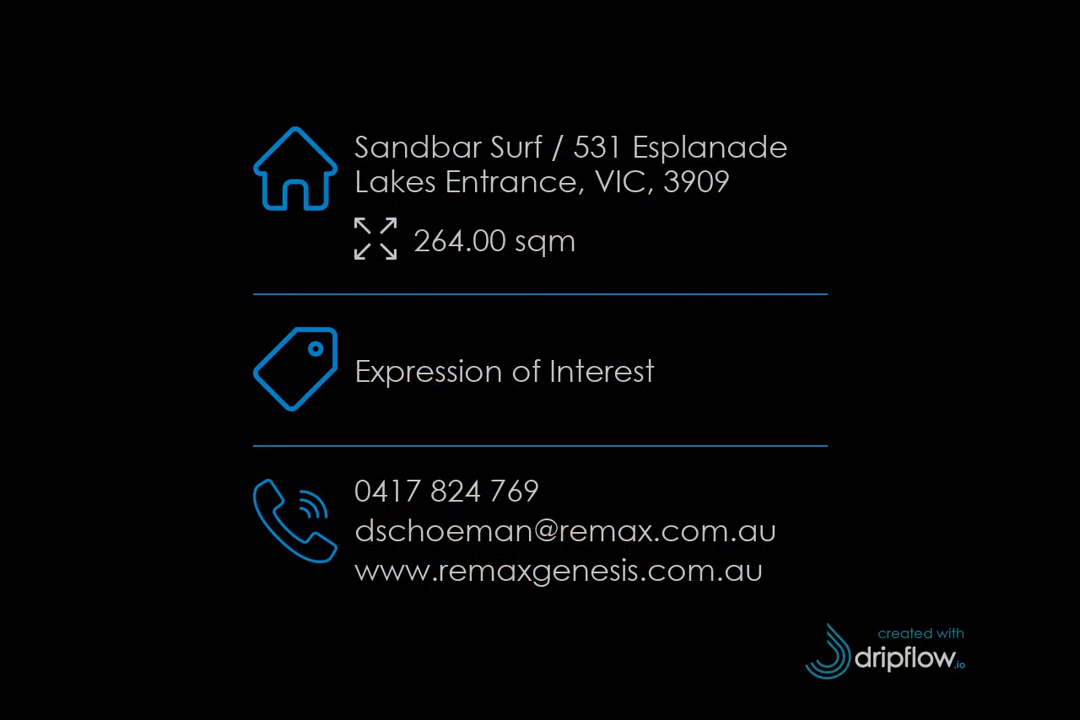 Sandbar Surf / 531 Esplanade
Lakes Entrance, VIC, 3909
264.00 sqm
Expression of Interest
0417 824 769
dschoeman@remax.com.au
www.remaxgenesis.com.au
created with
dripflow.io